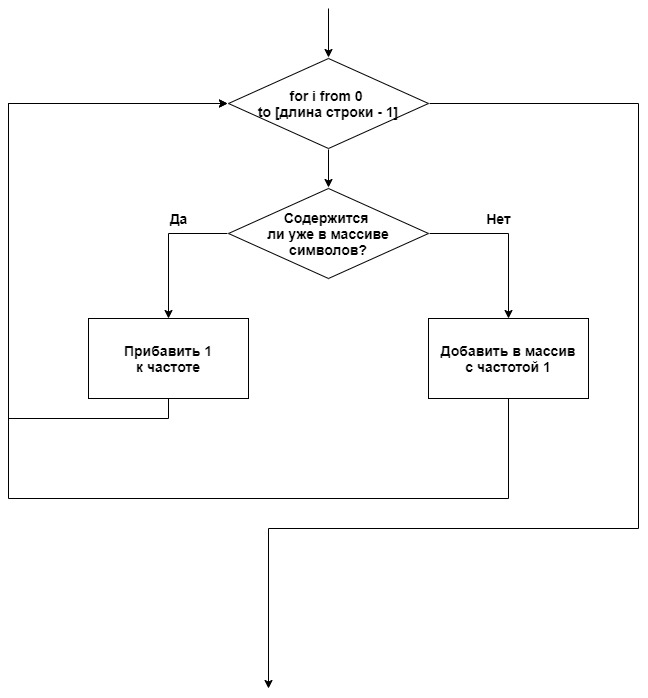 for i from 0
to [длина строки - 1]
Содержится
ли уже в массиве
символов?
Да
Нет
Прибавить 1
к частоте
Добавить в массив
с частотой 1